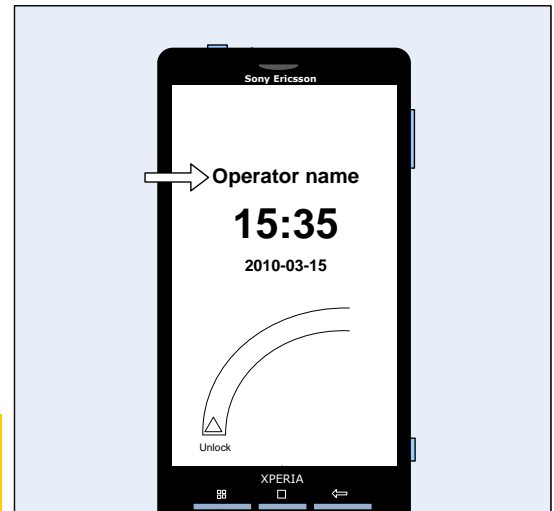 Sony Ericsson
Operator name
15:35
2010-03-15
Unlock
XPERIA